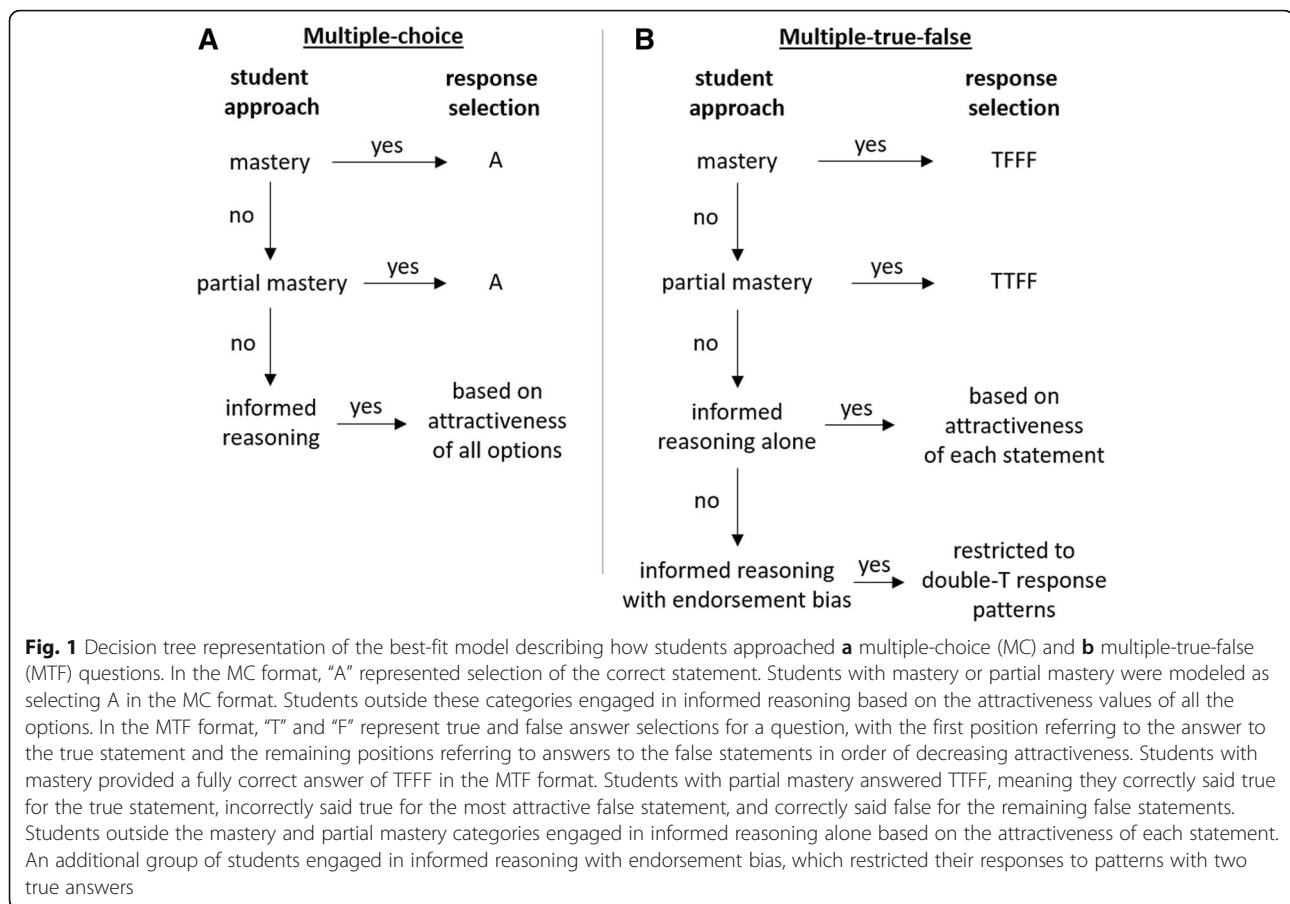 A
Multiple-choice
student
approach
response
selection
mastery
yes
A
no
partial mastery
yes
A
no
informed
reasoning
yes
based on
attractiveness
of all options
B
Multiple-true-false
student
approach
response
selection
mastery
yes
TFFF
no
partial mastery
yes
TTFF
no
informed
reasoning alone
yes
based on
attractiveness
of each statement
no
informed reasoning
with endorsement bias
yes
restricted to
double-T response
patterns
Fig. 1 Decision tree representation of the best-fit model describing how students approached a multiple-choice (MC) and b multiple-true-false
(MTF) questions. In the MC format, “A” represented selection of the correct statement. Students with mastery or partial mastery were modeled as
selecting A in the MC format. Students outside these categories engaged in informed reasoning based on the attractiveness values of all the
options. In the MTF format, “T” and “F” represent true and false answer selections for a question, with the first position referring to the answer to
the true statement and the remaining positions referring to answers to the false statements in order of decreasing attractiveness. Students with
mastery provided a fully correct answer of TFFF in the MTF format. Students with partial mastery answered TTFF, meaning they correctly said true
for the true statement, incorrectly said true for the most attractive false statement, and correctly said false for the remaining false statements.
Students outside the mastery and partial mastery categories engaged in informed reasoning alone based on the attractiveness of each statement.
An additional group of students engaged in informed reasoning with endorsement bias, which restricted their responses to patterns with two
true answers